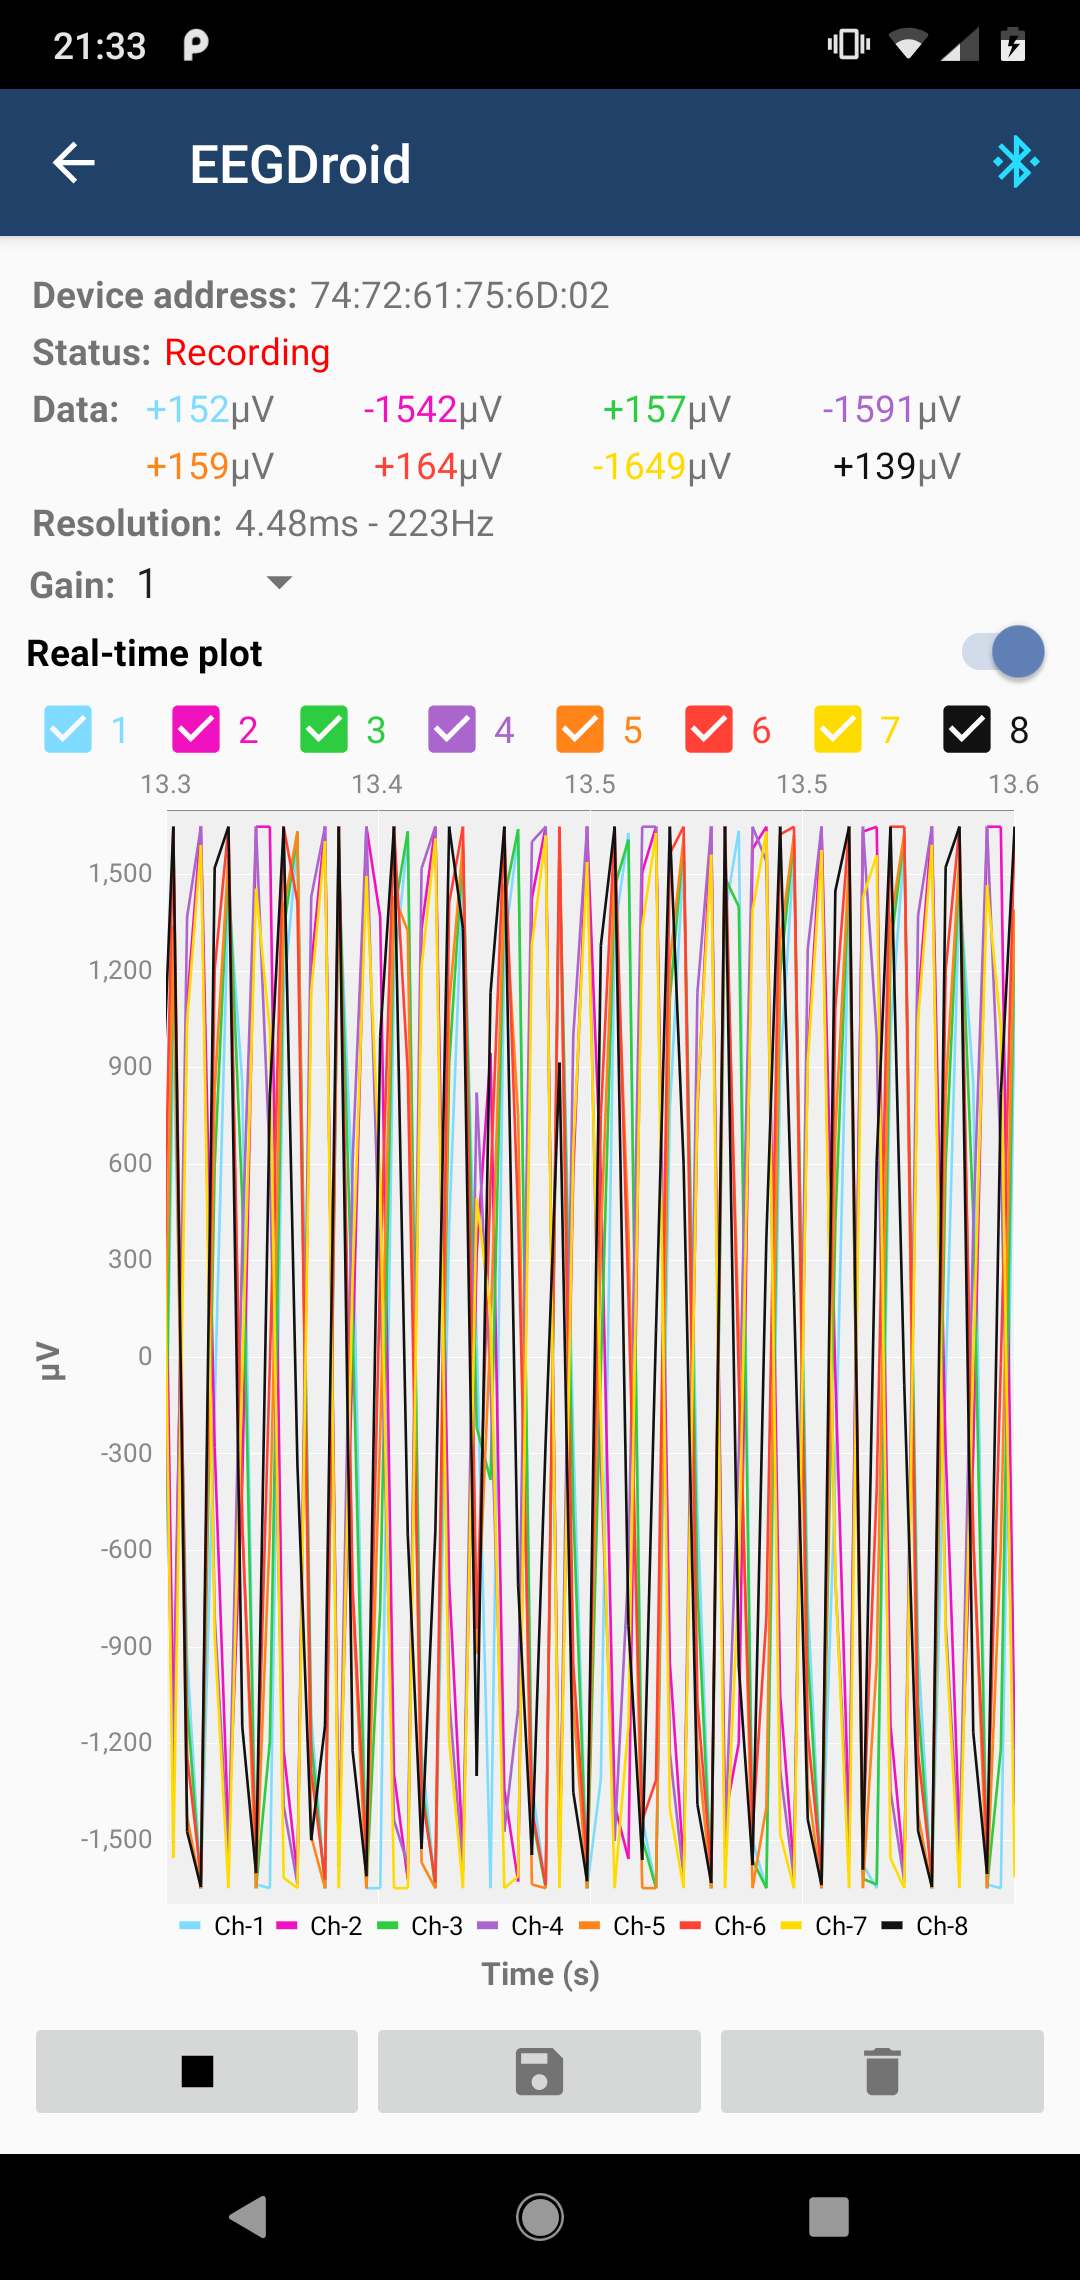 21:33
EEGDroid
Device address: 74:72:61:75:6D:02
Status: Recording
Data: +152µV -1542µV +157µV -1591µV
+159µV +164µV -1649µV +139µV
Resolution: 4.48ms - 223Hz
Gain: 1
Real-time plot
1 2 3 4 5 6 7 8
13.3 13.4 13.5 13.5 13.6
1,500
1,200
900
600
300
0
-300
-600
-900
-1,200
-1,500
µV
Ch-1 Ch-2 Ch-3 Ch-4 Ch-5 Ch-6 Ch-7 Ch-8
Time (s)